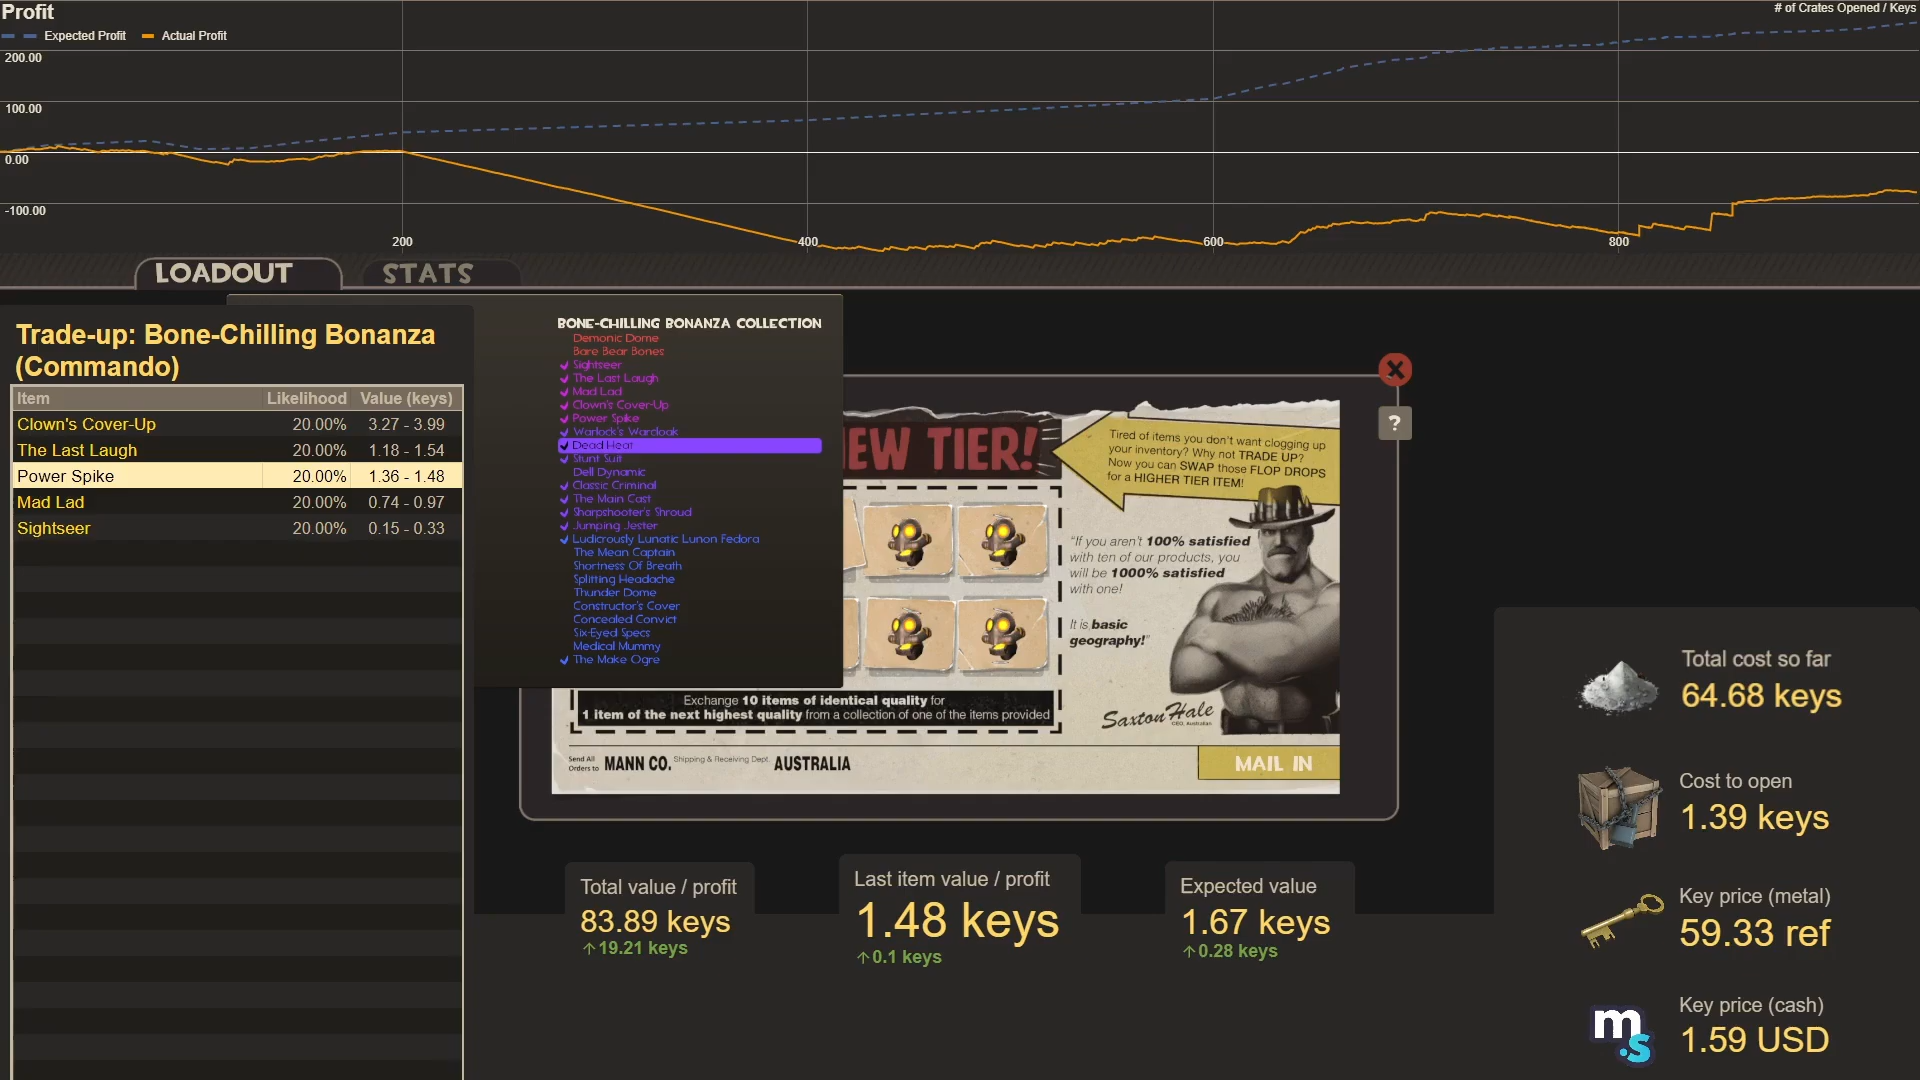 Profit
# of Crates Opened / Keys
Expected Profit
Actual Profit
200.00
100.00
0.00
-100.00
200
400
600
800
LOADOUT
STATS
Trade-up: Bone-Chilling Bonanza
(Commando)
Item Likelihood Value (keys)
Clown's Cover-Up 20.00% 3.27 - 3.99
The Last Laugh 20.00% 1.18 - 1.54
Power Spike 20.00% 1.36 - 1.48
Mad Lad 20.00% 0.74 - 0.97
Sightseer 20.00% 0.15 - 0.33
BONE-CHILLING BONANZA COLLECTION
Demonic Dome
Bare Bear Bones
Sightseer
The Last Laugh
Mad Lad
Clown's Cover-Up
Power Spike
Warlock's Warcloak
Dead Heat
Stunt Suit
Dell Dynamic
Classic Criminal
The Main Cast
Sharpshooter's Shroud
Jumping Jester
Ludicrously Lunatic Lunon Fedora
The Mean Captain
Shortness Of Breath
Splitting Headache
Thunder Dome
Constructor's Cover
Concealed Convict
Six-Eyed Specs
Medical Mummy
The Make Ogre
EW TIER!
Tired of items you don't want clogging up
your inventory? Why not TRADE UP?
Now you can SWAP those FLOP DROPS
for a HIGHER TIER ITEM!
?
"If you aren't 100% satisfied
with ten of our products, you
will be 1000% satisfied
with one!
It is basic
geography!"
Exchange 10 items of identical quality for
1 item of the next highest quality from a collection of one of the items provided
Saxton Hale
CEO, Australian
Send All
Orders to MANN CO. Shipping & Receiving Dept. AUSTRALIA
MAIL IN
Total value / profit
83.89 keys
↑19.21 keys
Last item value / profit
1.48 keys
↑0.1 keys
Expected value
1.67 keys
↑0.28 keys
Total cost so far
64.68 keys
Cost to open
1.39 keys
Key price (metal)
59.33 ref
Key price (cash)
1.59 USD
m.s